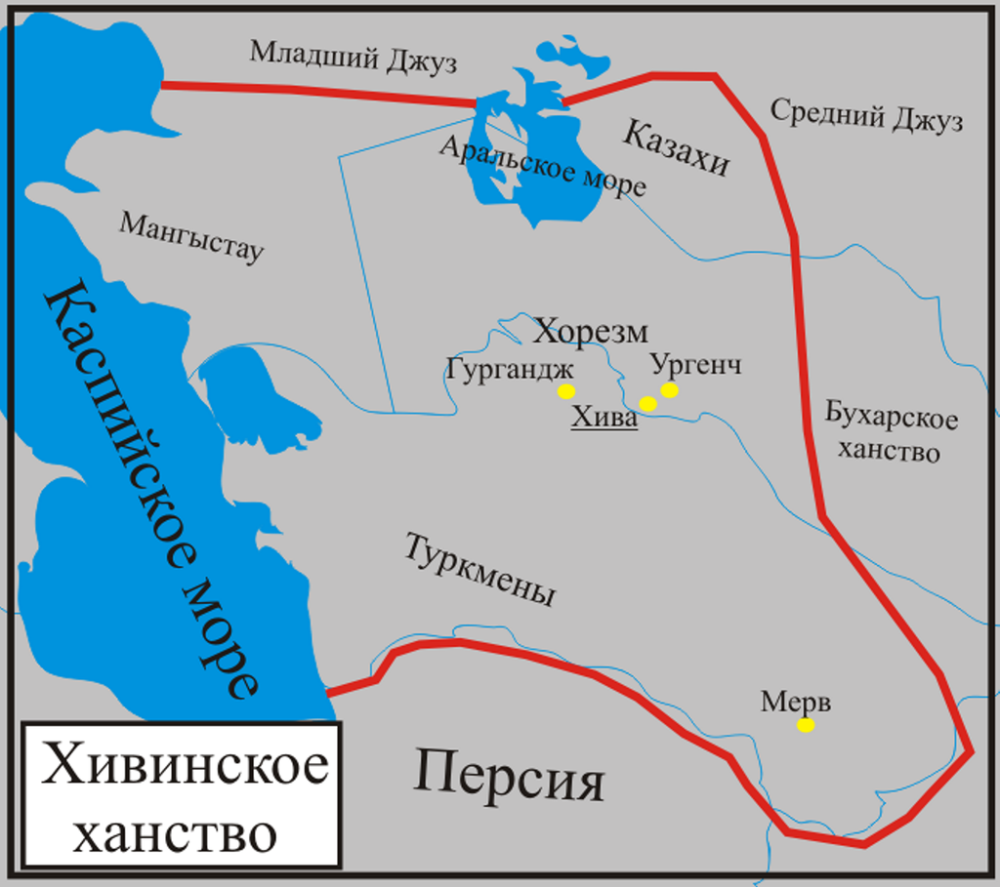 Младший Джуз
Средний Джуз
Казахи
Аральское море
Мангыстау
Каспийское море
Хорезм
Гургандж
Ургенч
Хива
Бухарское
ханство
Туркмены
Мерв
Персия
Хивинское
ханство